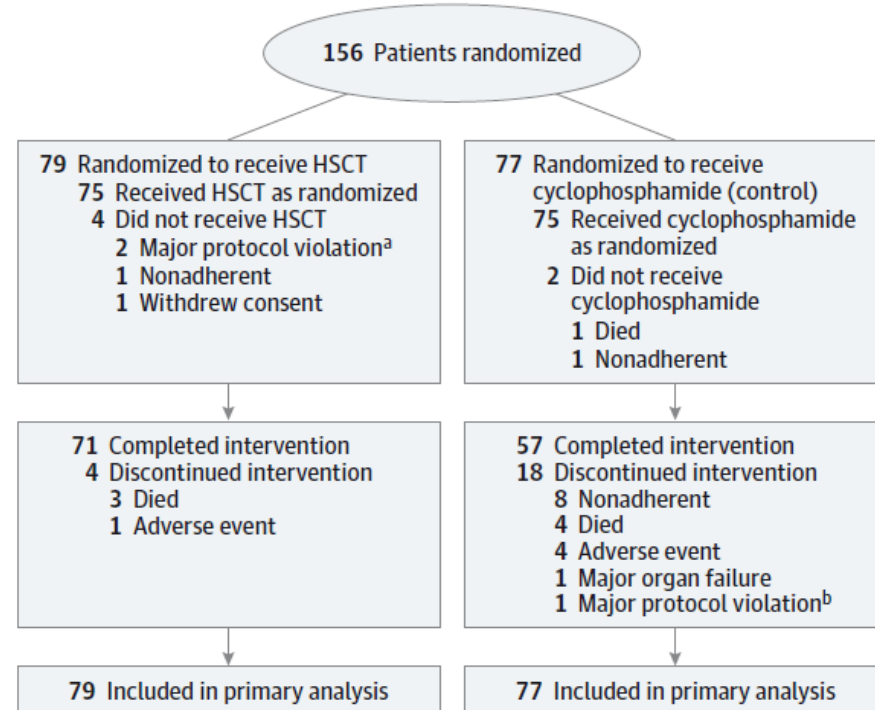 156 Patients randomized
79 Randomized to receive HSCT
75 Received HSCT as randomized
4 Did not receive HSCT
2 Major protocol violationa
1 Nonadherent
1 Withdrew consent
77 Randomized to receive
cyclophosphamide (control)
75 Received cyclophosphamide
as randomized
2 Did not receive
cyclophosphamide
1 Died
1 Nonadherent
71 Completed intervention
4 Discontinued intervention
3 Died
1 Adverse event
57 Completed intervention
18 Discontinued intervention
8 Nonadherent
4 Died
4 Adverse event
1 Major organ failure
1 Major protocol violationb
79 Included in primary analysis
77 Included in primary analysis